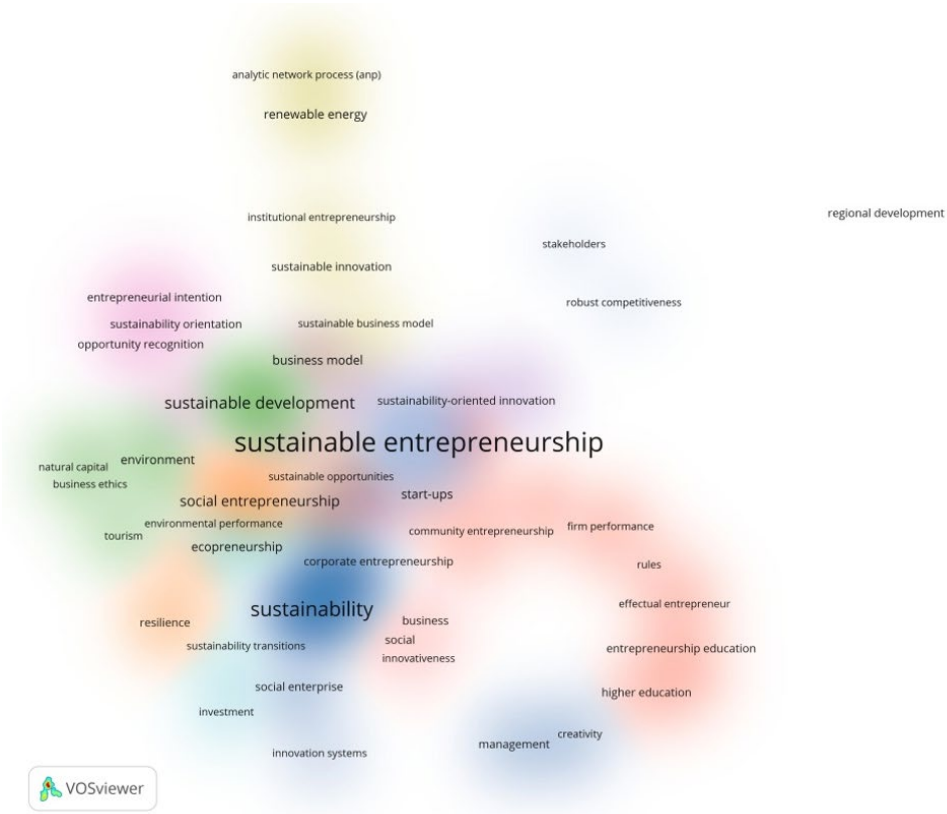 analytic network process (anp)
renewable energy
institutional entrepreneurship
regional development
stakeholders
sustainable innovation
entrepreneurial intention
robust competitiveness
sustainability orientation
sustainable business model
opportunity recognition
business model
sustainable development
sustainability-oriented innovation
sustainable entrepreneurship
environment
natural capital
sustainable opportunities
business ethics
social entrepreneurship
start-ups
environmental performance
firm performance
community entrepreneurship
tourism
ecopreneurship
corporate entrepreneurship
rules
effectual entrepreneur
sustainability
resilience
business
social
sustainability transitions
entrepreneurship education
innovativeness
social enterprise
higher education
investment
creativity
management
innovation systems
VOSviewer